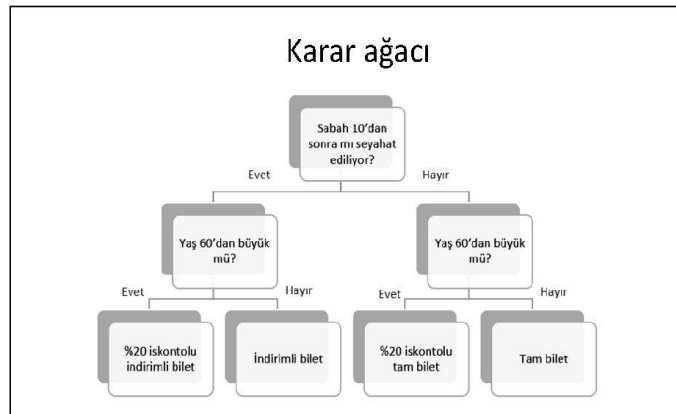 Karar ağacı
Sabah 10'dan
sonra mı seyahat
ediliyor?
Evet
Hayır
Yaş 60'dan büyük
mü?
Yaş 60'dan büyük
mü?
Evet
Hayır
Evet
Hayır
%20 iskontolu
indirimli bilet
İndirimli bilet
%20 iskontolu
tam bilet
Tam bilet